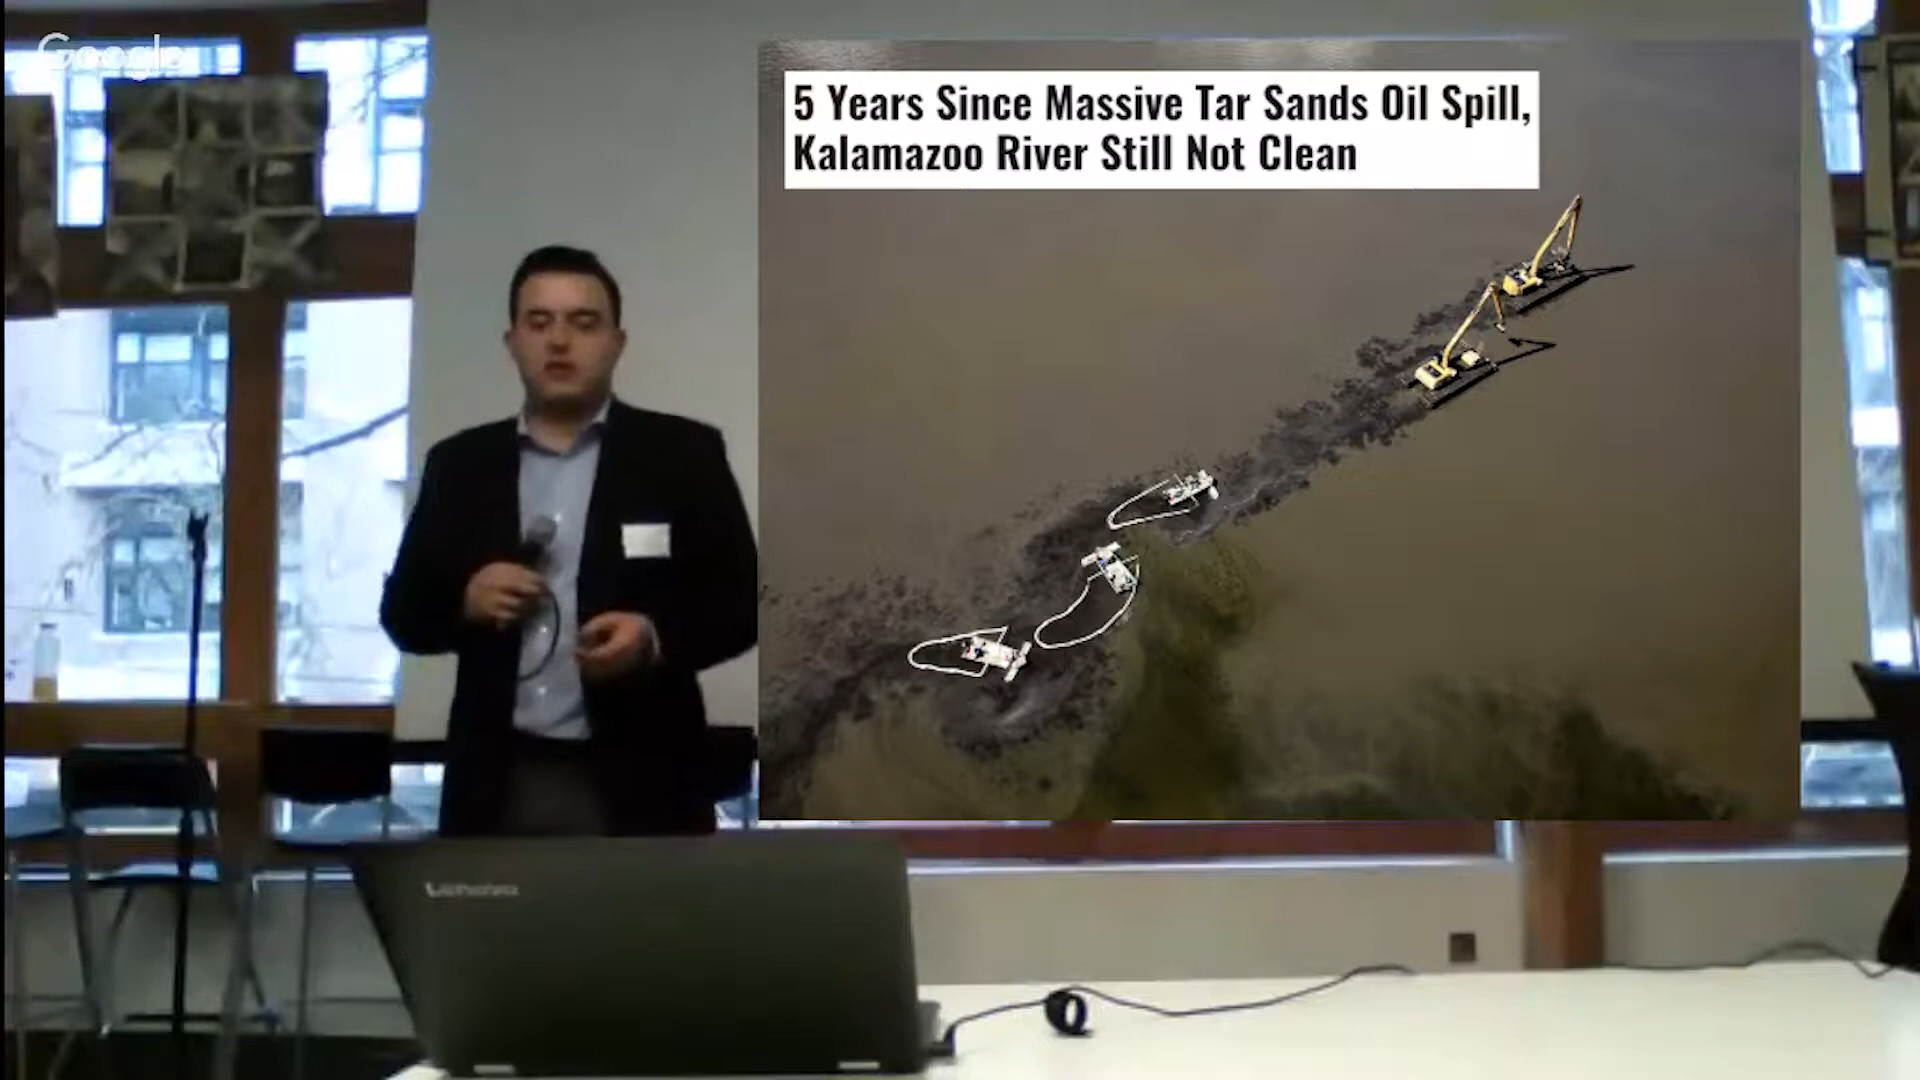 Google
5 Years Since Massive Tar Sands Oil Spill,
Kalamazoo River Still Not Clean